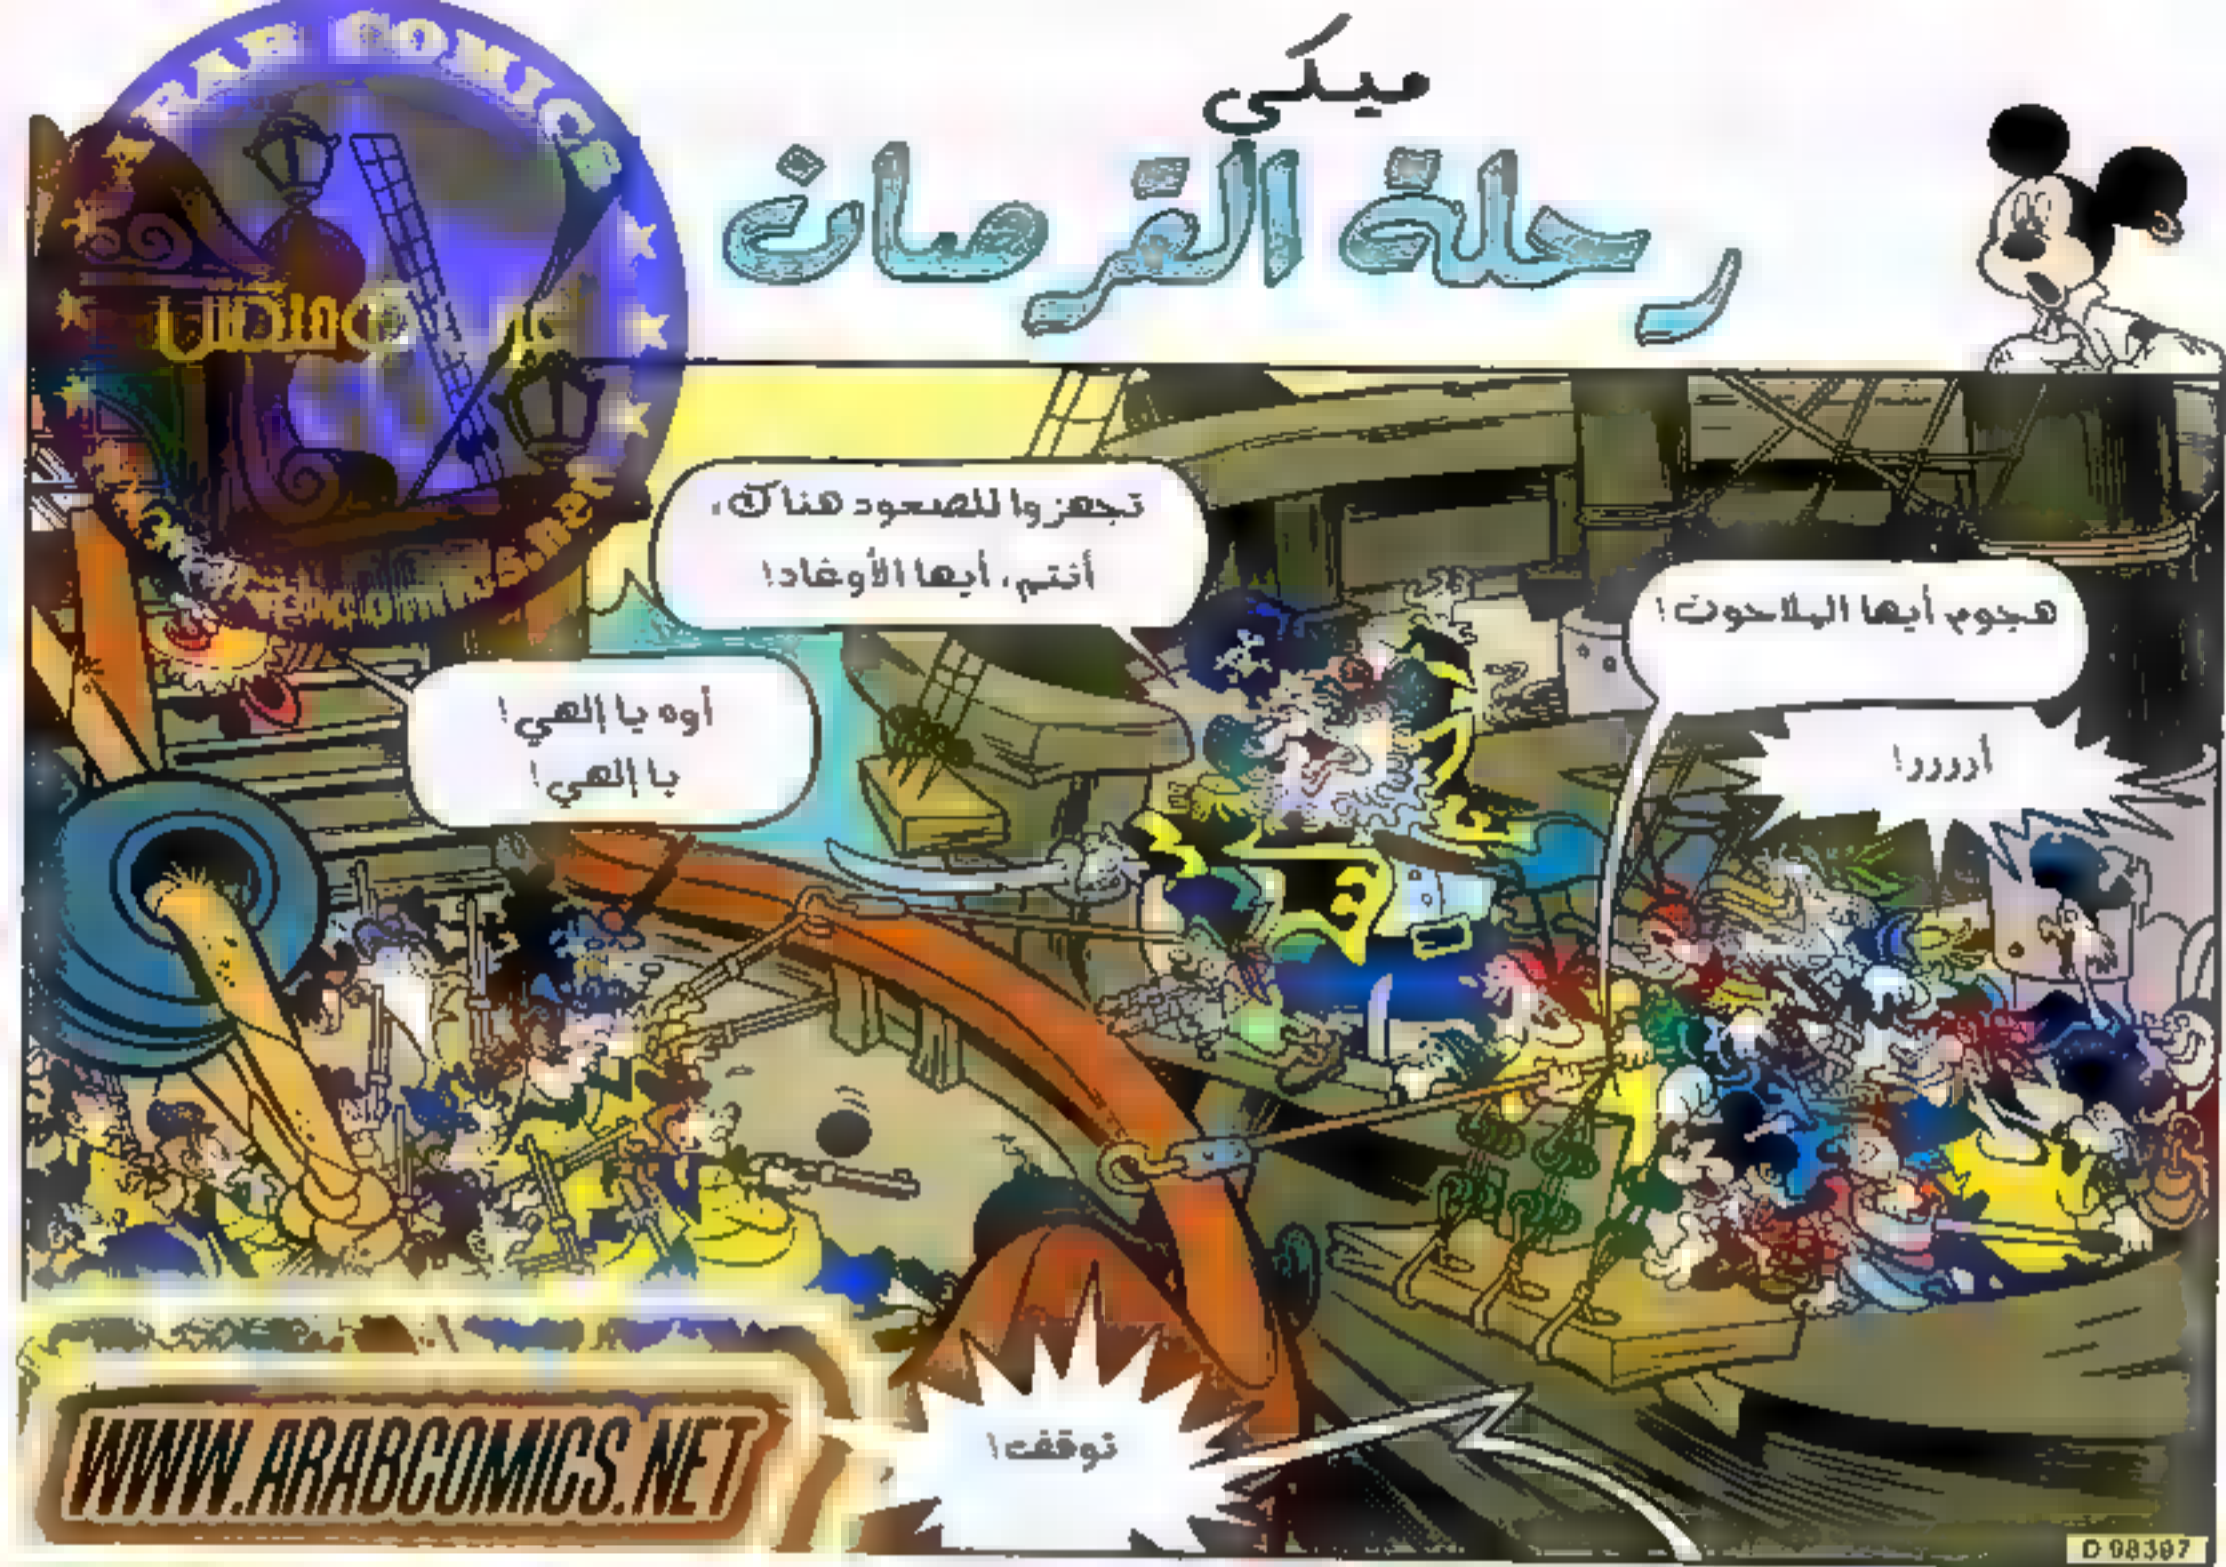 ميكي
رحلة القرصان
ARAB COMICS
تجهزوا للصعود هناك،
أنتم، أيها الأوغاد!
هجوم أيها الملاحون!
أررررر!
أوه يا إلهي!
يا إلهي!
توقف!
WWW.ARABCOMICS.NET
D 98397